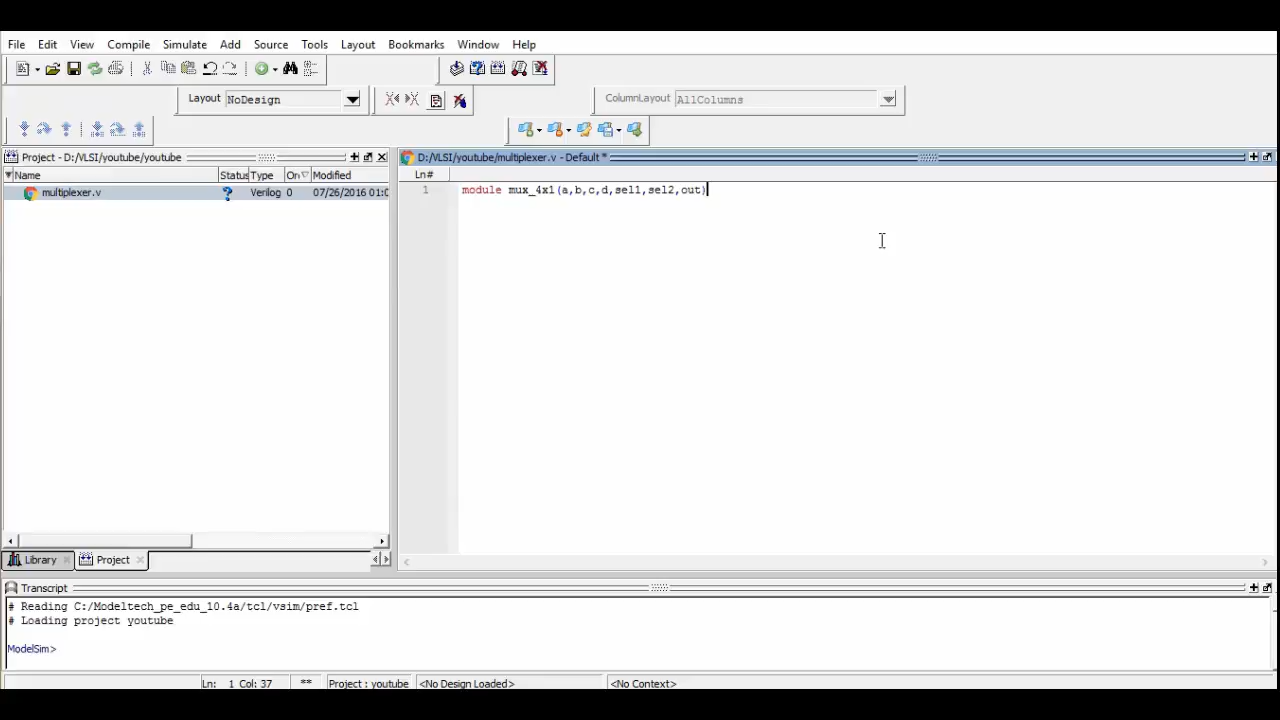 File Edit View Compile Simulate Add Source Tools Layout Bookmarks Window Help
Layout NoDesign ColumnLayout AllColumns
Project - D:/VLSI/youtube/youtube
Name Status Type Modified
multiplexer.v ? Verilog 0 07/26/2016 01:0
Library Project
D:/VLSI/youtube/multiplexer.v - Default *
Ln#
1 module mux_4x1(a,b,c,d,sel1,sel2,out)
Transcript
# Reading C:/Modeltech_pe_edu_10.4a/tcl/vsim/pref.tcl
# Loading project youtube
ModelSim>
Ln: 1 Col: 37 ** Project : youtube <No Design Loaded> <No Context>